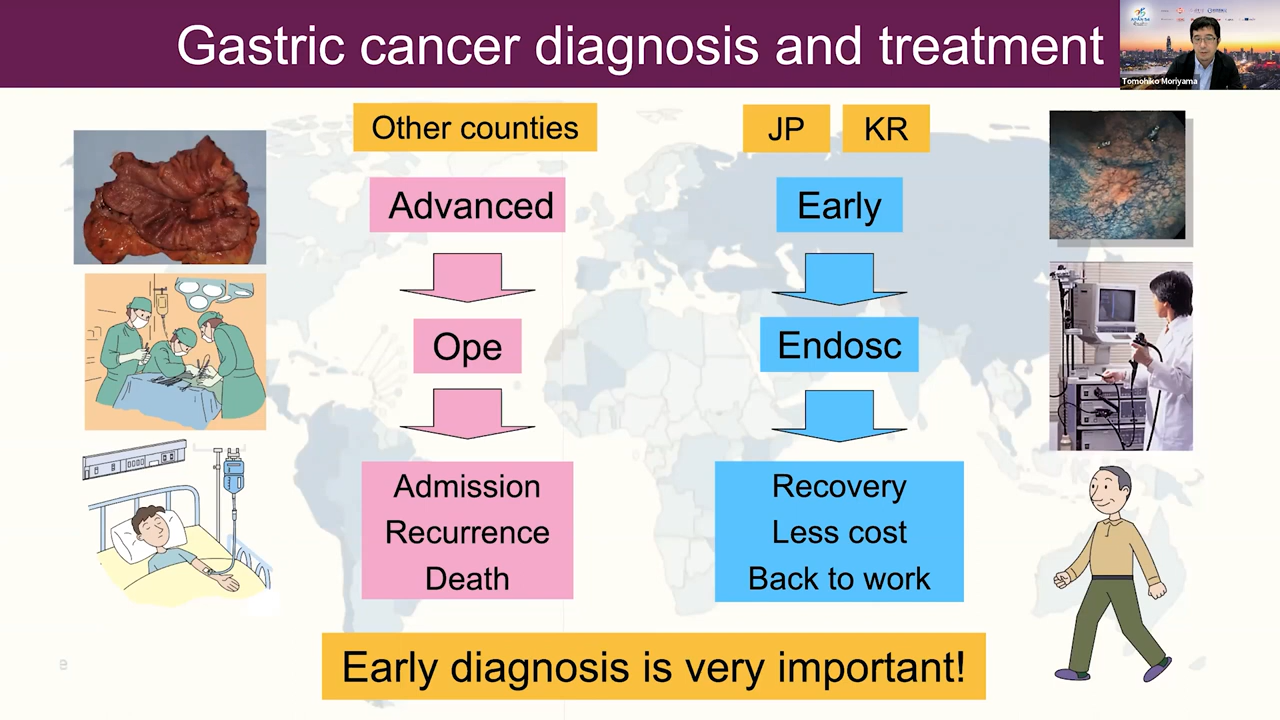 Gastric cancer diagnosis and treatment
Tomohiko Moriyama
Other counties
JP
KR
Advanced
Early
Ope
Endosc
Admission
Recurrence
Death
Recovery
Less cost
Back to work
Early diagnosis is very important!
e